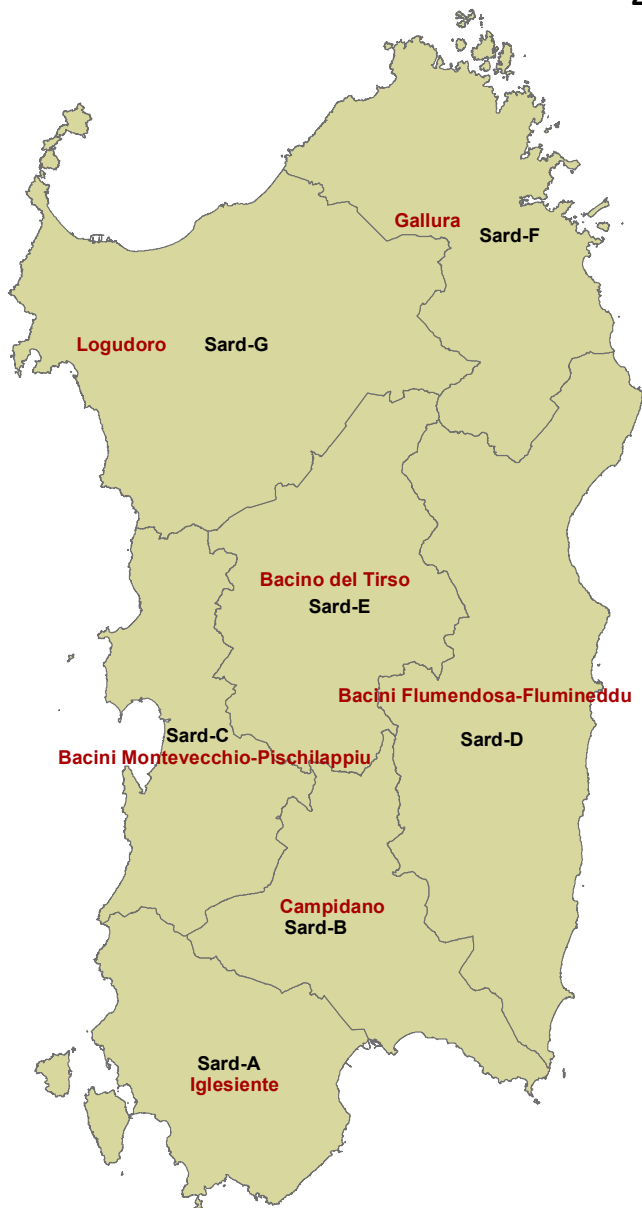 Gallura
Sard-F
Logudoro
Sard-G
Bacino del Tirso
Sard-E
Bacini Flumendosa-Flumineddu
Sard-D
Sard-C
Bacini Montevecchio-Pischilappiu
Campidano
Sard-B
Sard-A
Iglesiente